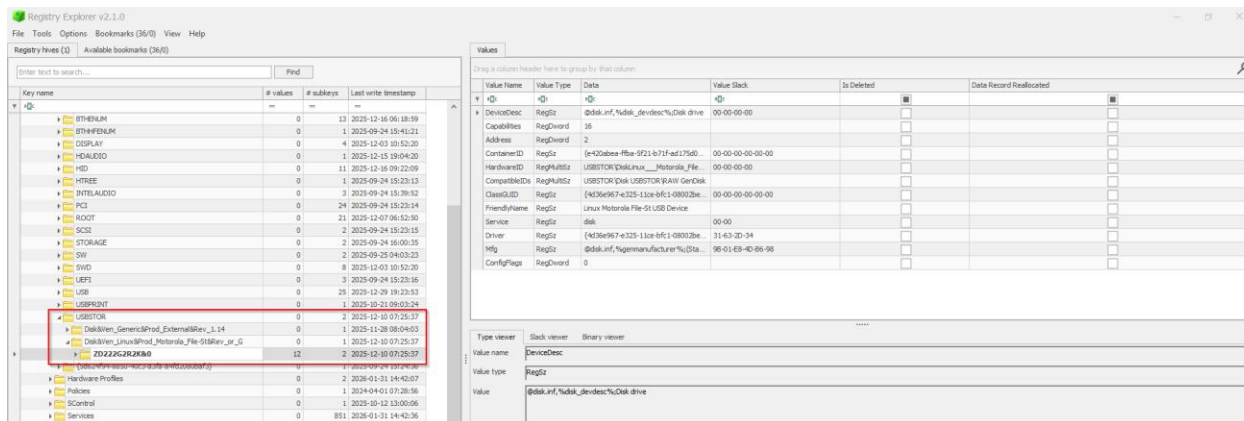 Registry Explorer v2.1.0
File Tools Options Bookmarks (36/0) View Help
Registry hives (1) Available bookmarks (36/0)
Enter text to search... Find
Key name # values # subkeys Last write timestamp
= =
BTHENUM 0 13 2025-12-16 06:18:59
BTHHFENUM 0 1 2025-09-24 15:41:21
DISPLAY 0 4 2025-12-03 10:52:20
HDAUDIO 0 1 2025-12-15 19:04:20
HID 0 11 2025-12-16 09:22:09
HTREE 0 1 2025-09-24 15:23:13
INTELAUDIO 0 3 2025-09-24 15:39:52
PCI 0 24 2025-09-24 15:23:14
ROOT 0 21 2025-12-07 06:52:50
SCSI 0 2 2025-09-24 15:23:15
STORAGE 0 2 2025-09-24 16:00:35
SW 0 2 2025-09-25 04:03:23
SWD 0 8 2025-12-03 10:52:20
UEFI 0 3 2025-09-24 15:23:16
USB 0 25 2025-12-29 19:23:53
USBPRINT 0 1 2025-10-21 09:03:24
USBSTOR 0 2 2025-12-10 07:25:37
Disk&Ven_Generic&Prod_External&Rev_1.14 0 1 2025-11-28 08:04:03
Disk&Ven_Linux&Prod_Motorola_File-St&Rev_or_G 0 1 2025-12-10 07:25:37
ZD222G2R2K&0 12 2 2025-12-10 07:25:37
0 1 2025-09-24 15:24:36
Hardware Profiles 0 2 2026-01-31 14:42:07
Policies 0 1 2024-04-01 07:28:56
SControl 0 1 2025-10-12 13:00:06
Services 0 851 2026-01-31 14:42:36
Values
Drag a column header here to group by that column
Value Name Value Type Data Value Slack Is Deleted Data Record Reallocated
DeviceDesc RegSz @disk.inf,%disk_devdesc%;Disk drive 00-00-00-00
Capabilities RegDword 16
Address RegDword 2
ContainerID RegSz {e420abea-ffba-5f21-b71f-ad175d0... 00-00-00-00-00-00
HardwareID RegMultiSz USBSTOR\DiskLinux___Motorola_File... 00-00-00-00
CompatibleIDs RegMultiSz USBSTOR\Disk USBSTOR\RAW GenDisk
ClassGUID RegSz {4d36e967-e325-11ce-bfc1-08002be... 00-00-00-00-00-00
FriendlyName RegSz Linux Motorola File-St USB Device
Service RegSz disk 00-00
Driver RegSz {4d36e967-e325-11ce-bfc1-08002be... 31-63-2D-34
Mfg RegSz @disk.inf,%genmanufacturer%;(Sta... 98-01-E8-4D-B6-98
ConfigFlags RegDword 0
Type viewer Slack viewer Binary viewer
Value name DeviceDesc
Value type RegSz
Value @disk.inf,%disk_devdesc%;Disk drive